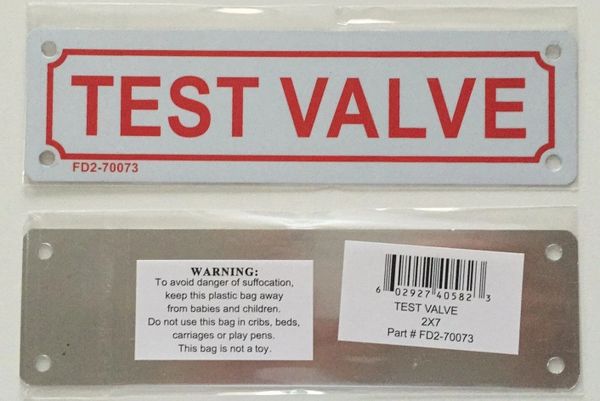 TEST VALVE
FD2-70073
WARNING:
To avoid danger of suffocation,
keep this plastic bag away
from babies and children.
Do not use this bag in cribs, beds,
carriages or play pens.
This bag is not a toy.
6 02927 40582 3
TEST VALVE
2X7
Part # FD2-70073